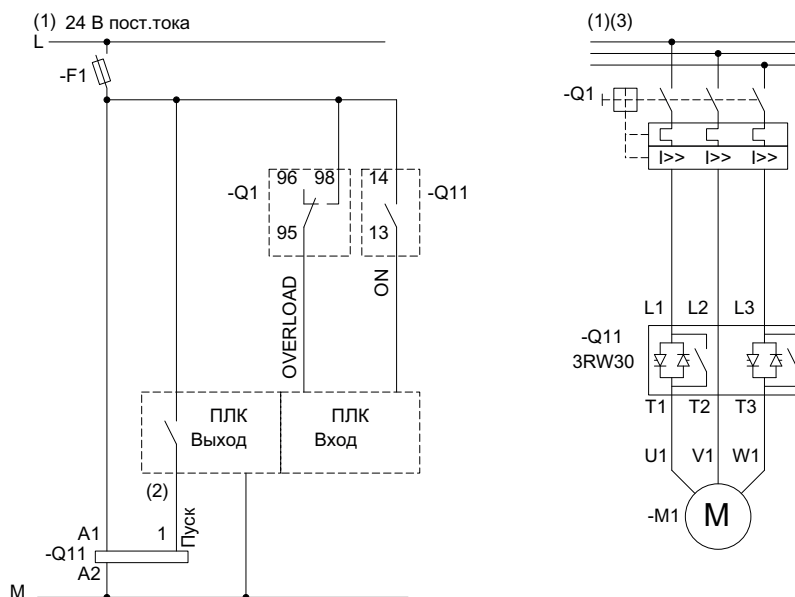 (1) 24 В пост.тока
L
-F1
96 98
-Q1
95
14
-Q11
13
OVERLOAD
ON
ПЛК
Выход
ПЛК
Вход
(2)
Пуск
A1
1
-Q11
A2
M
(1)(3)
-Q1
I>> I>> I>>
L1 L2 L3
-Q11
3RW30
T1 T2 T3
U1 V1 W1
-M1
M